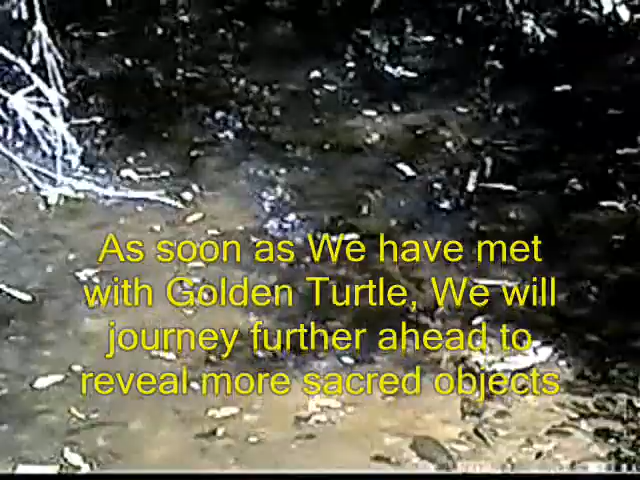 As soon as We have met
with Golden Turtle, We will
journey further ahead to
reveal more sacred objects